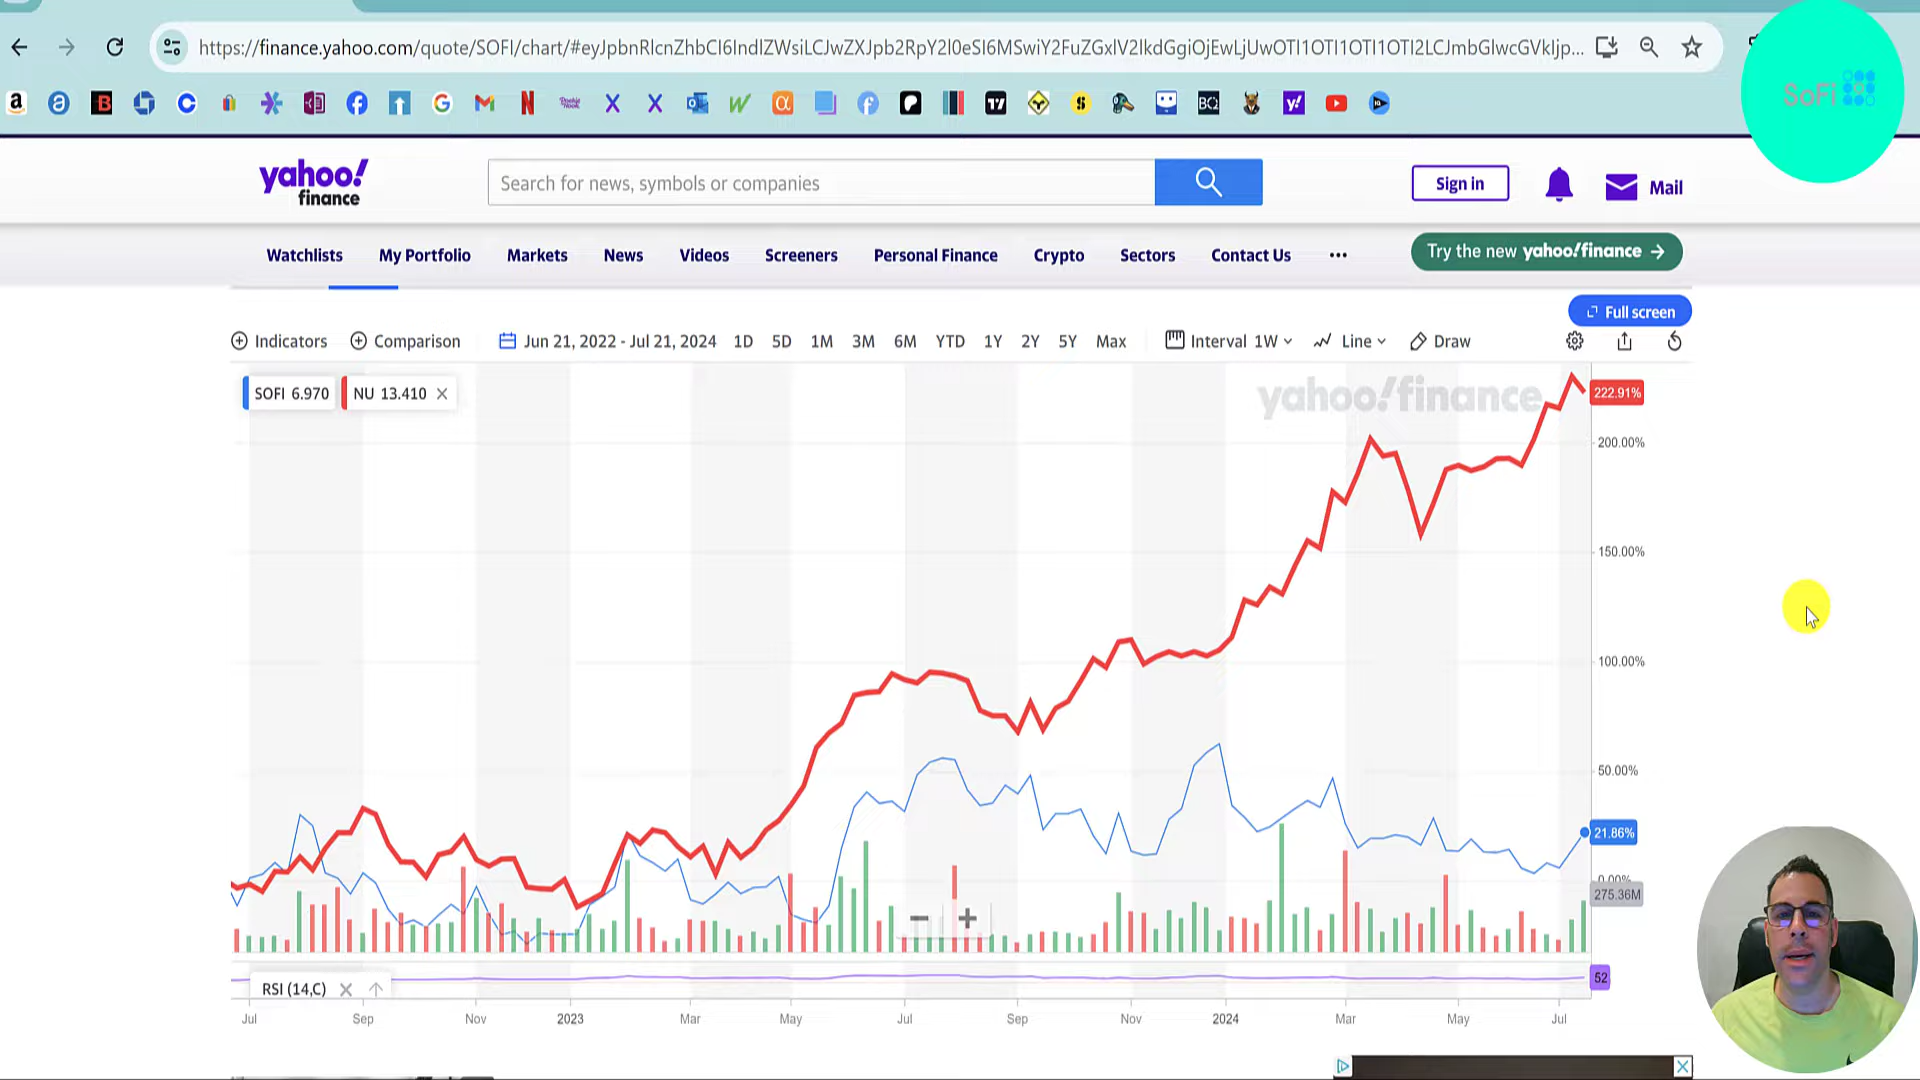 https://finance.yahoo.com/quote/SOFI/chart/#eyJpbnRlcnZhbCI6IndlZWsiLCJwZXJpb2RpY2l0eSI6MSwiY2FuZGxlV2lkdGgiOjEwLjUwOTI1OTI1OTI1OTI2LCJmbGlwcGVkIjp...
SoFi
yahoo!
finance
Search for news, symbols or companies
Sign in
Mail
Watchlists My Portfolio Markets News Videos Screeners Personal Finance Crypto Sectors Contact Us ...
Try the new yahoo!finance →
Full screen
Indicators Comparison Jun 21, 2022 - Jul 21, 2024 1D 5D 1M 3M 6M YTD 1Y 2Y 5Y Max Interval 1W Line Draw
SOFI 6.970 NU 13.410
yahoo!finance
222.91%
200.00%
150.00%
100.00%
50.00%
21.86%
0.00%
275.36M
RSI (14,C)
52
Jul Sep Nov 2023 Mar May Jul Sep Nov 2024 Mar May Jul